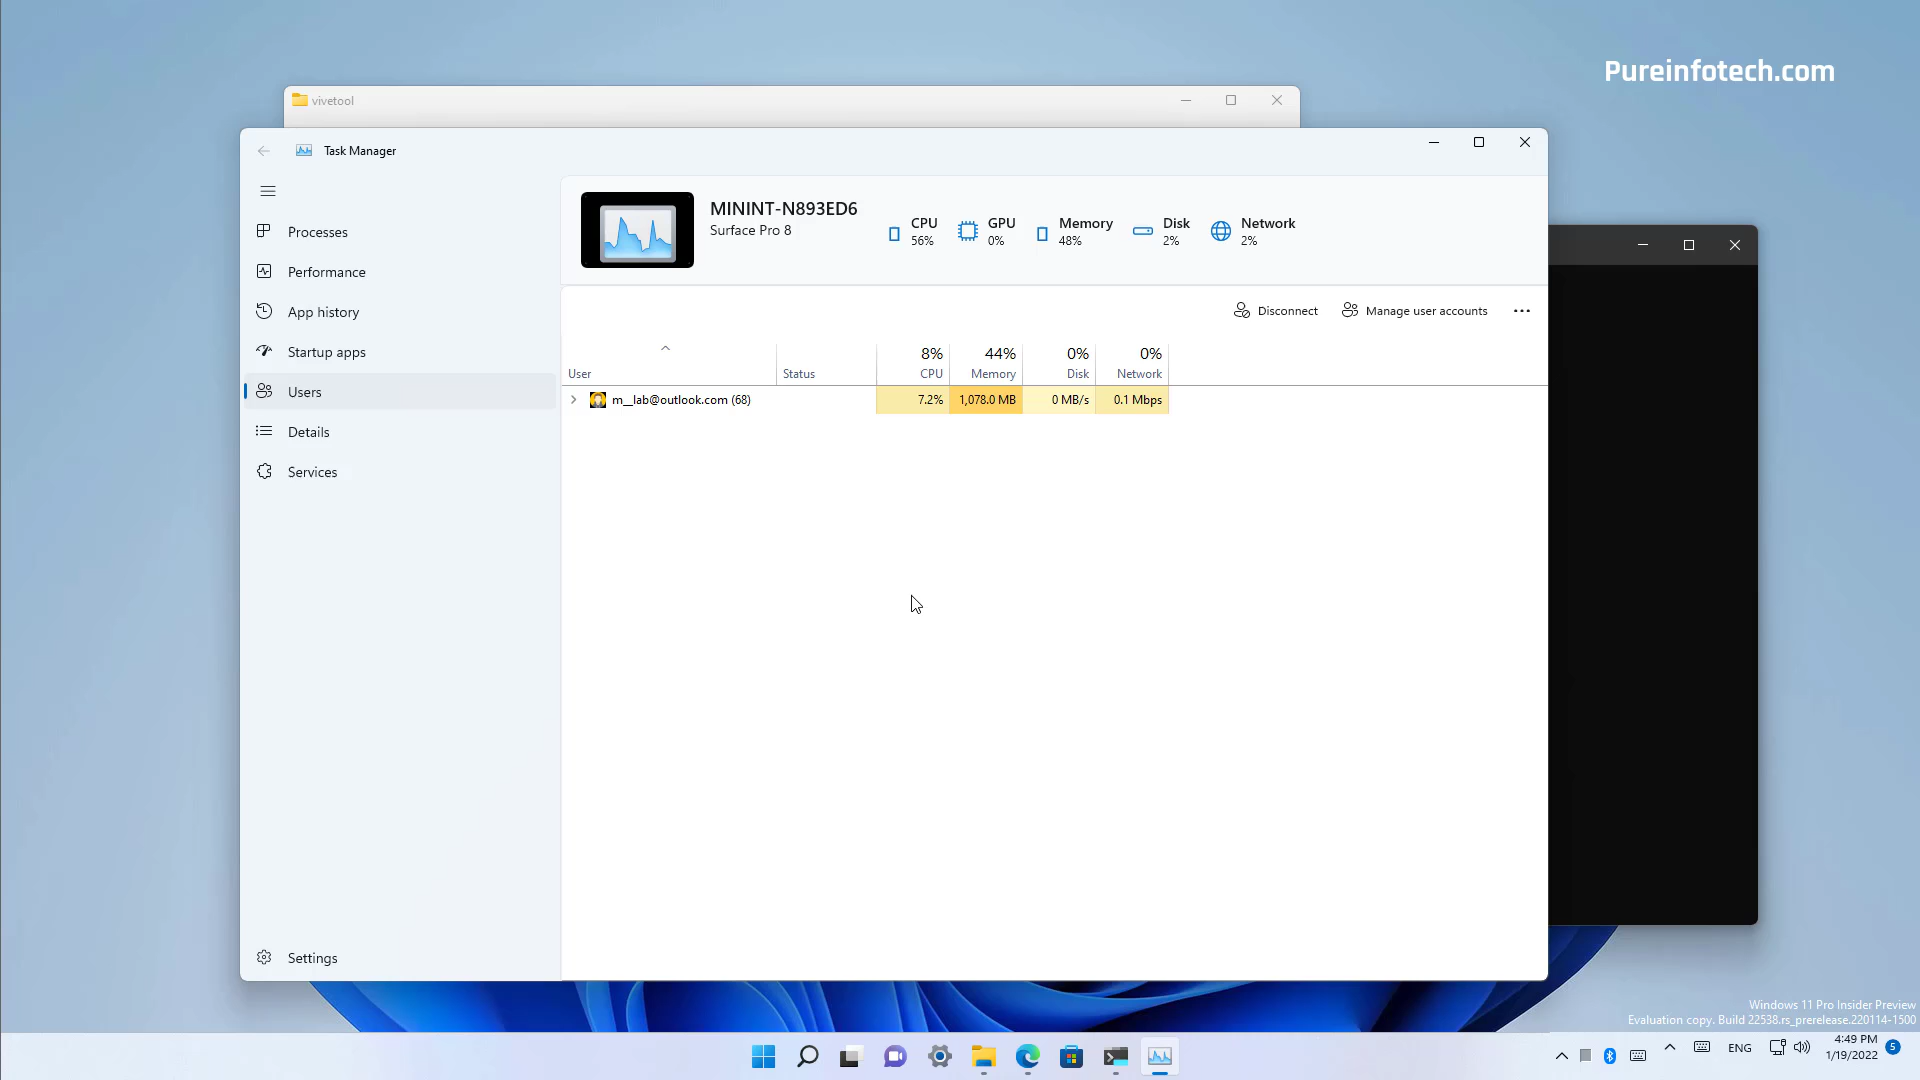 Pureinfotech.com
vivetool
Task Manager
MININT-N893ED6
Surface Pro 8
CPU
56%
GPU
0%
Memory
48%
Disk
2%
Network
2%
Processes
Performance
App history
Startup apps
Users
Details
Services
Settings
Disconnect
Manage user accounts
8% 44% 0% 0%
User Status CPU Memory Disk Network
m__lab@outlook.com (68) 7.2% 1,078.0 MB 0 MB/s 0.1 Mbps
Windows 11 Pro Insider Preview
Evaluation copy. Build 22538.rs_prerelease.220114-1500
ENG
4:49 PM
1/19/2022
5